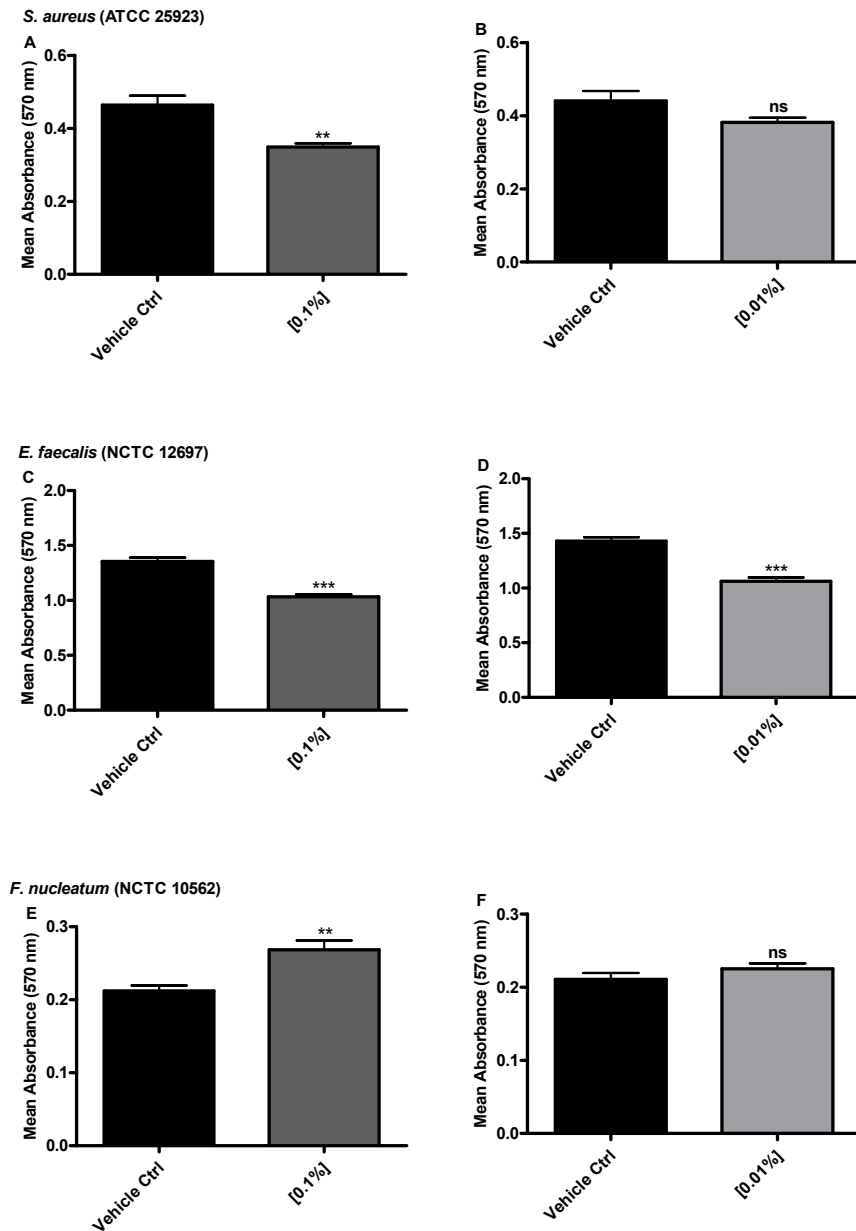 S. aureus (ATCC 25923)
A
Mean Absorbance (570 nm)
0.6
0.4
0.2
0.0
**
Vehicle Ctrl
[0.1%]
B
Mean Absorbance (570 nm)
0.6
0.4
0.2
0.0
ns
Vehicle Ctrl
[0.01%]
E. faecalis (NCTC 12697)
C
Mean Absorbance (570 nm)
2.0
1.5
1.0
0.5
0.0
***
Vehicle Ctrl
[0.1%]
D
Mean Absorbance (570 nm)
2.0
1.5
1.0
0.5
0.0
***
Vehicle Ctrl
[0.01%]
F. nucleatum (NCTC 10562)
E
Mean Absorbance (570 nm)
0.3
0.2
0.1
0.0
**
Vehicle Ctrl
[0.1%]
F
Mean Absorbance (570 nm)
0.3
0.2
0.1
0.0
ns
Vehicle Ctrl
[0.01%]